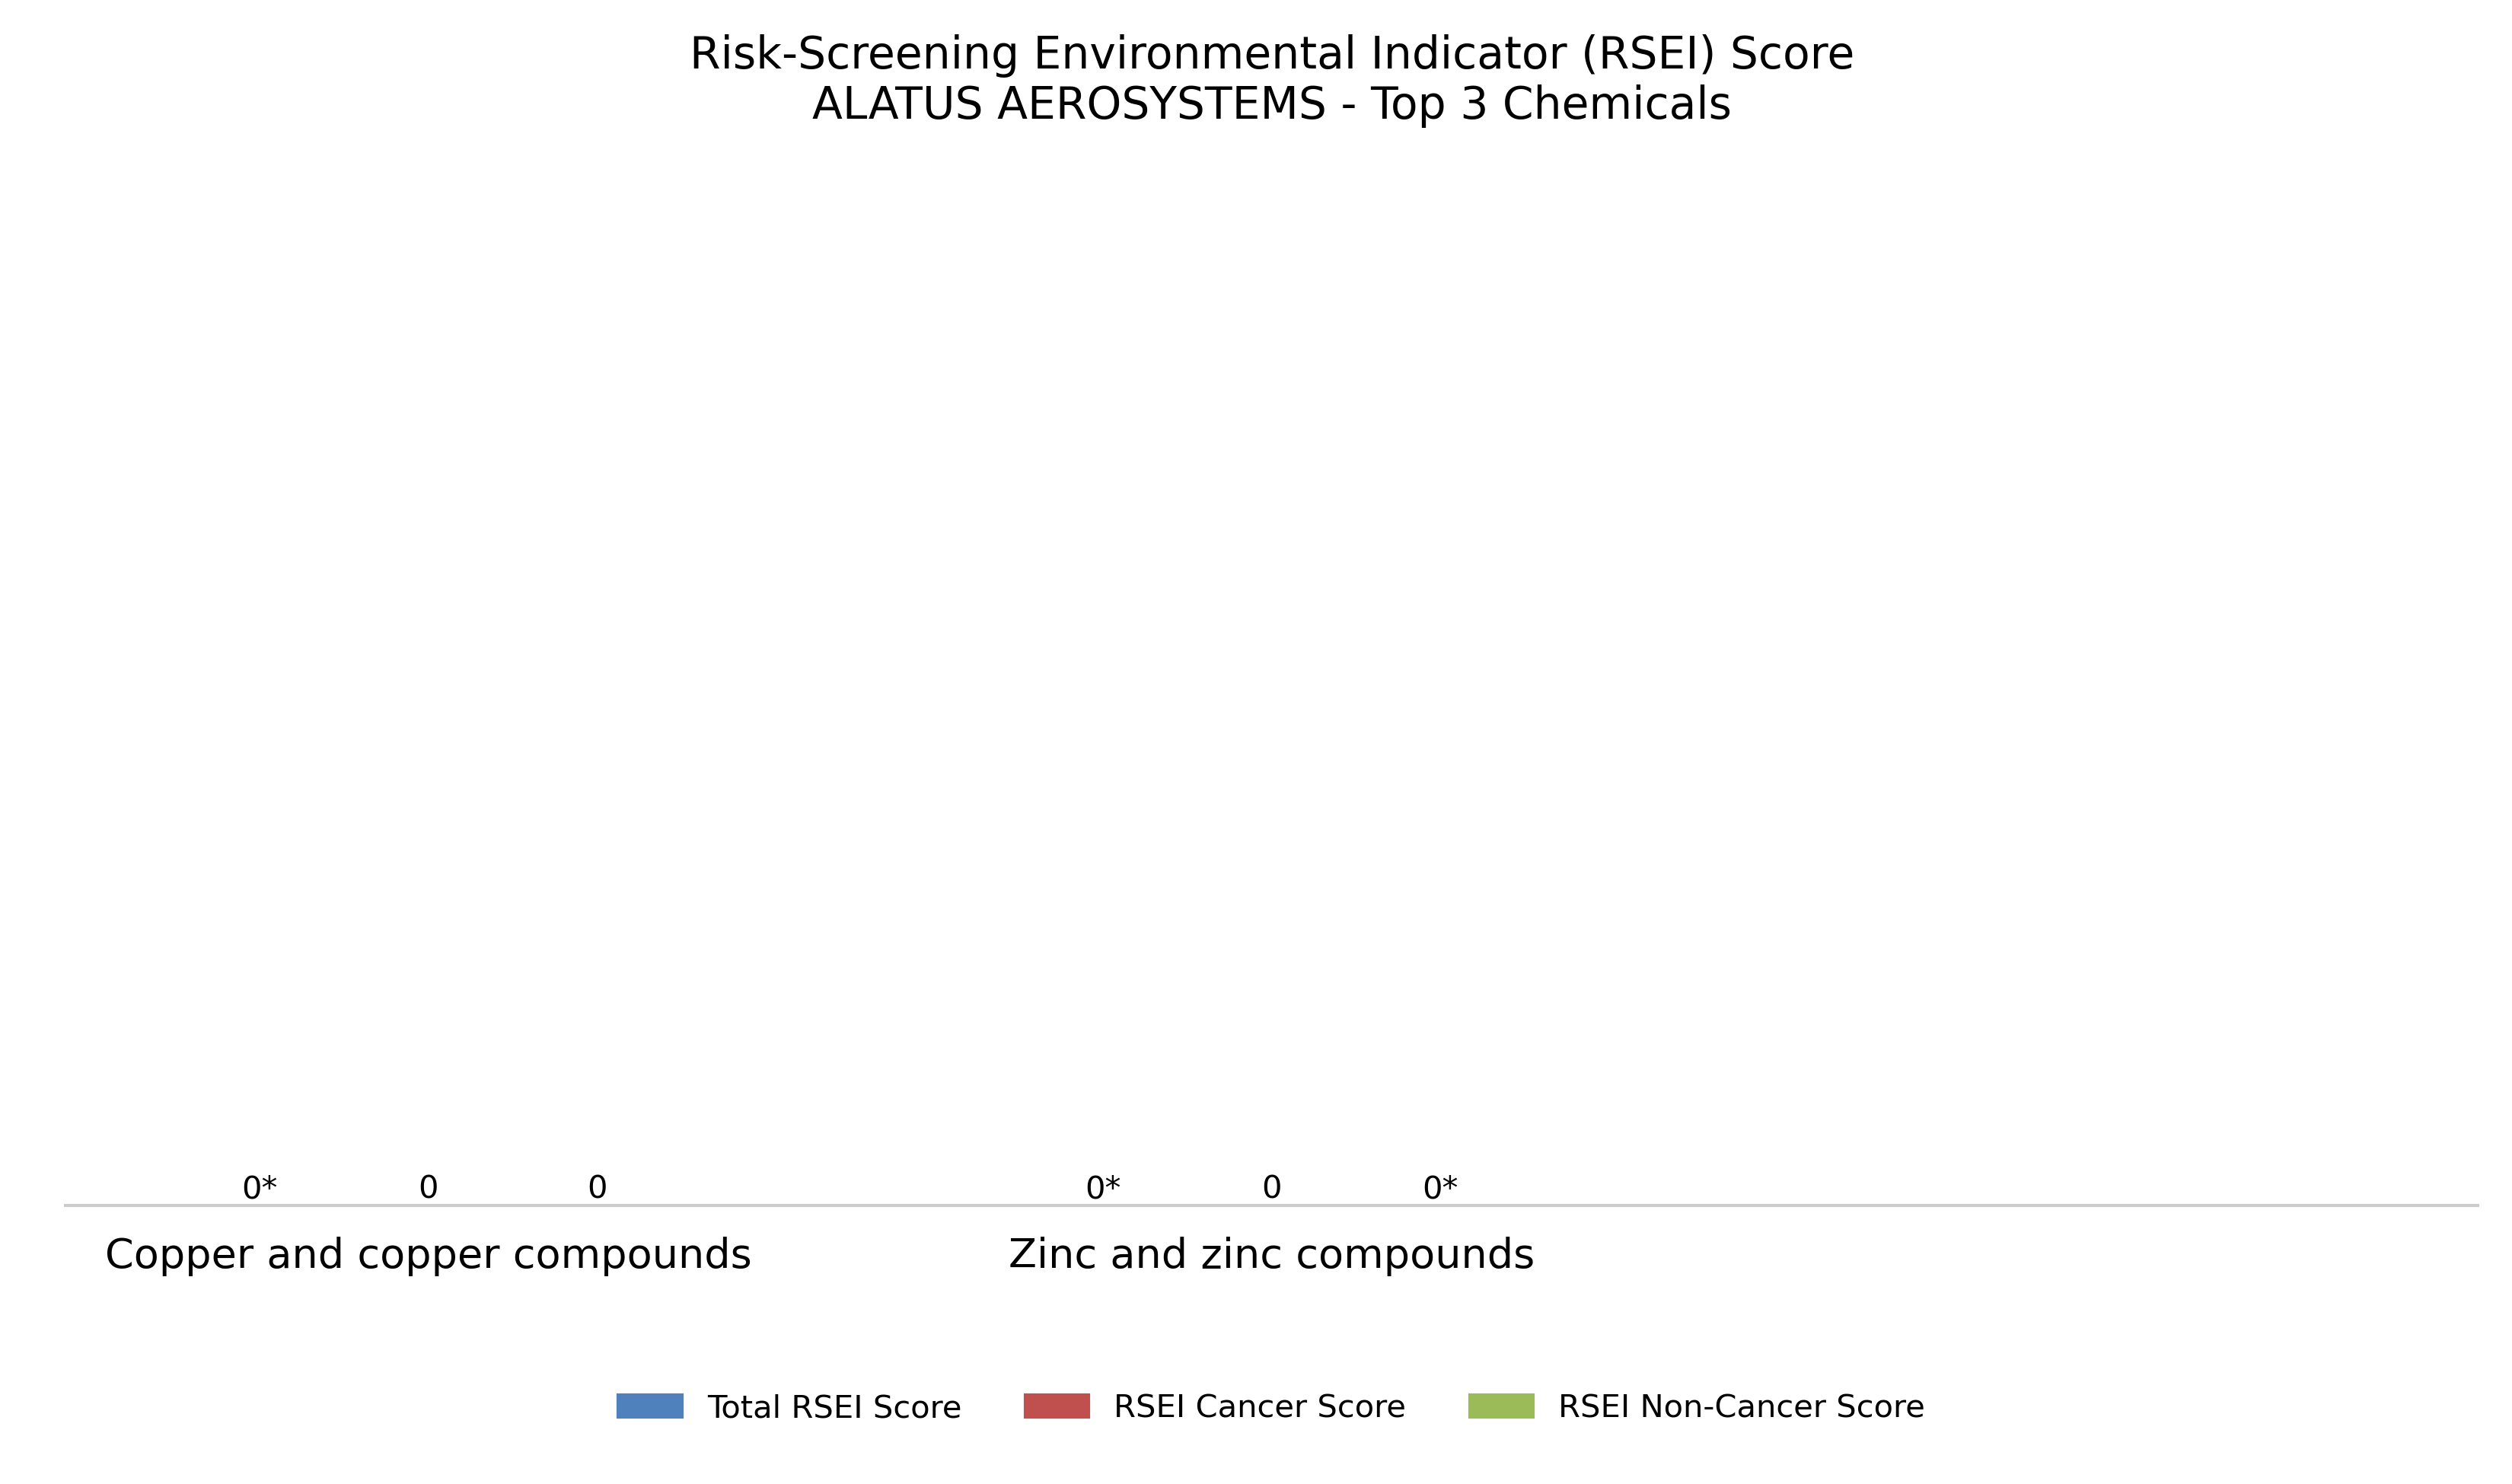 Risk-Screening Environmental Indicator (RSEI) Score
ALATUS AEROSYSTEMS - Top 3 Chemicals
0* 0 0 0* 0 0*
Copper and copper compounds Zinc and zinc compounds
Total RSEI Score RSEI Cancer Score RSEI Non-Cancer Score